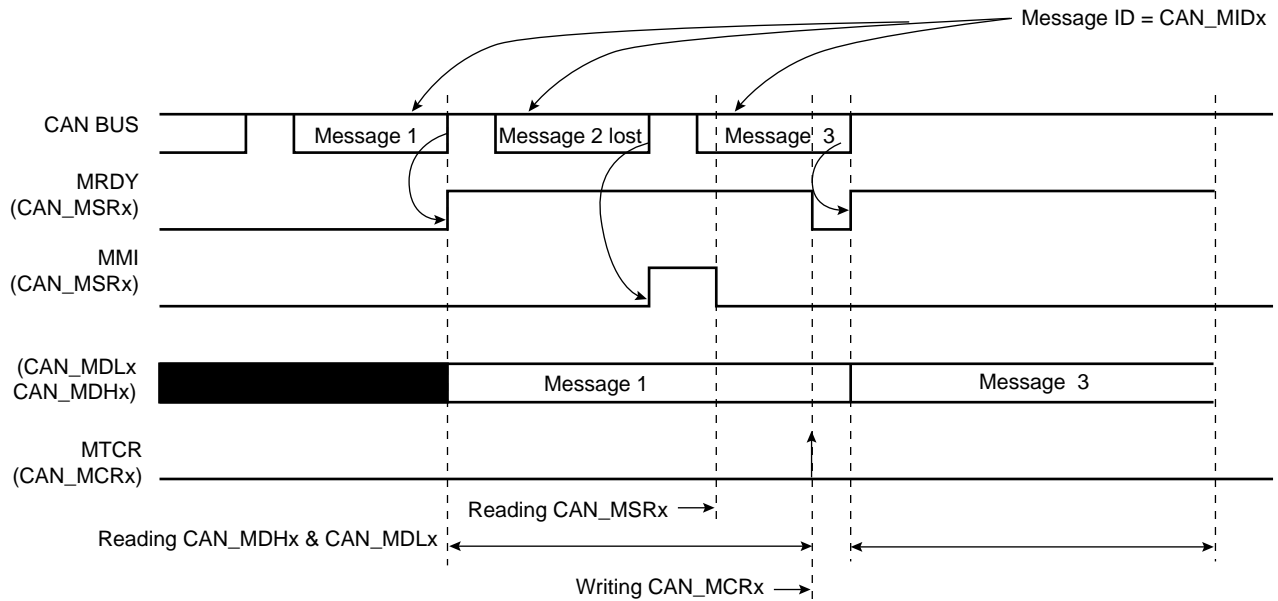 Message ID = CAN_MIDx
CAN BUS
Message 1
Message 2 lost
Message 3
MRDY
(CAN_MSRx)
MMI
(CAN_MSRx)
(CAN_MDLx
CAN_MDHx)
Message 1
Message 3
MTCR
(CAN_MCRx)
Reading CAN_MSRx
Reading CAN_MDHx & CAN_MDLx
Writing CAN_MCRx